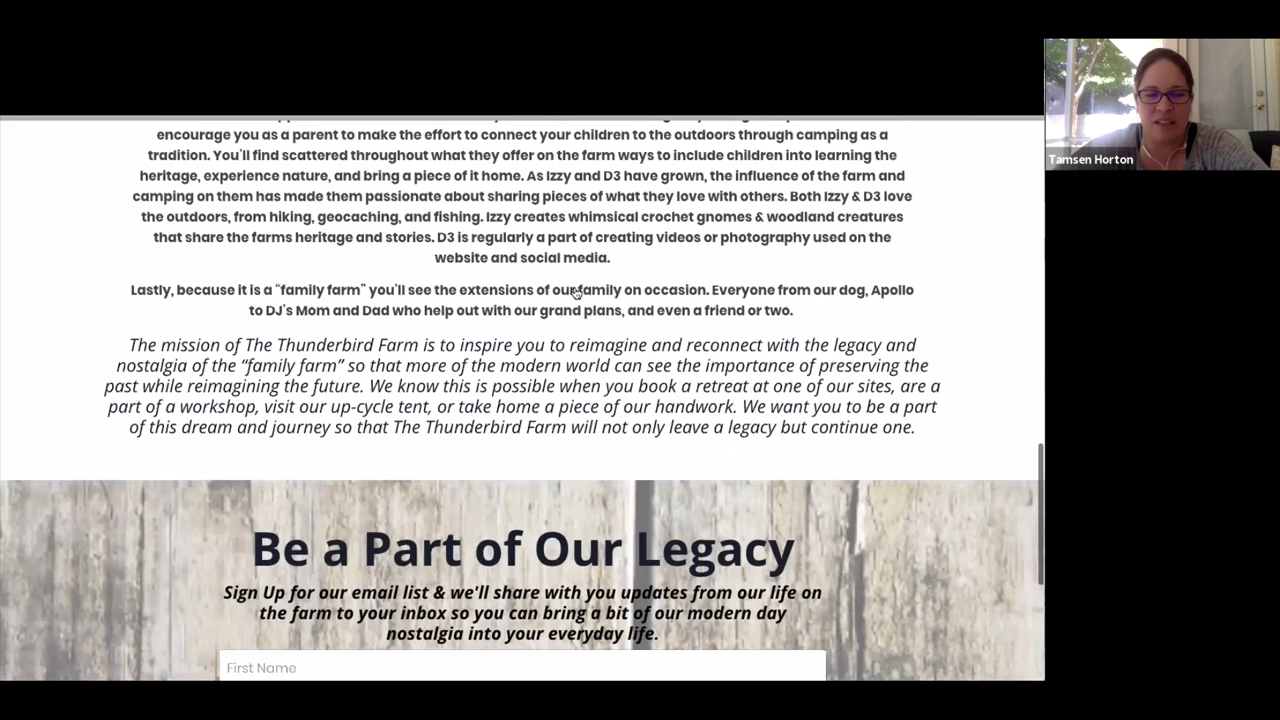 encourage you as a parent to make the effort to connect your children to the outdoors through camping as a
tradition. You'll find scattered throughout what they offer on the farm ways to include children into learning the
heritage, experience nature, and bring a piece of it home. As Izzy and D3 have grown, the influence of the farm and
camping on them has made them passionate about sharing pieces of what they love with others. Both Izzy & D3 love
the outdoors, from hiking, geocaching, and fishing. Izzy creates whimsical crochet gnomes & woodland creatures
that share the farms heritage and stories. D3 is regularly a part of creating videos or photography used on the
website and social media.
Lastly, because it is a "family farm" you'll see the extensions of our family on occasion. Everyone from our dog, Apollo
to DJ's Mom and Dad who help out with our grand plans, and even a friend or two.
The mission of The Thunderbird Farm is to inspire you to reimagine and reconnect with the legacy and
nostalgia of the “family farm” so that more of the modern world can see the importance of preserving the
past while reimagining the future. We know this is possible when you book a retreat at one of our sites, are a
part of a workshop, visit our up-cycle tent, or take home a piece of our handwork. We want you to be a part
of this dream and journey so that The Thunderbird Farm will not only leave a legacy but continue one.
Be a Part of Our Legacy
Sign Up for our email list & we'll share with you updates from our life on
the farm to your inbox so you can bring a bit of our modern day
nostalgia into your everyday life.
First Name
Tamsen Horton